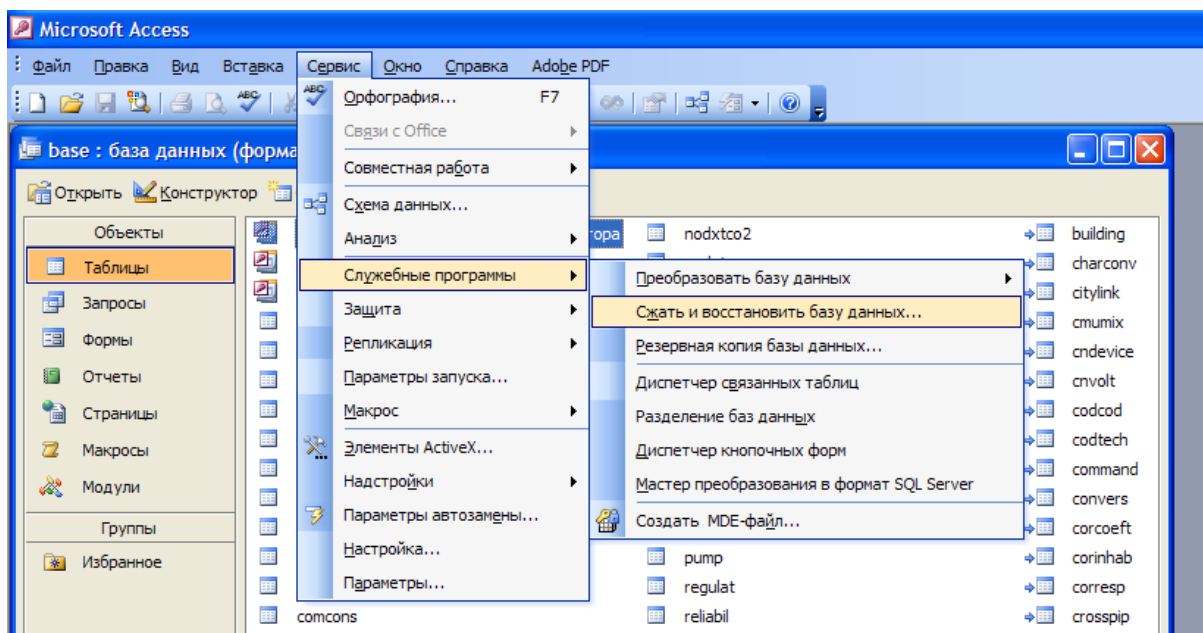 Microsoft Access
Файл Правка Вид Вставка Сервис Окно Справка Adobe PDF
Орфография... F7
Связи с Office
base : база данных (форма
Совместная работа
Открыть Конструктор
Схема данных...
Объекты
Анализ
тора
nodxtco2
building
Таблицы
Служебные программы
Преобразовать базу данных
charconv
Запросы
Защита
Сжать и восстановить базу данных...
citylink
cmumix
Формы
Репликация
Резервная копия базы данных...
cndevice
Отчеты
Параметры запуска...
Диспетчер связанных таблиц
cnvolt
Страницы
Макрос
Разделение баз данных
codcod
Макросы
Элементы ActiveX...
Диспетчер кнопочных форм
codtech
command
Модули
Надстройки
Мастер преобразования в формат SQL Server
convers
Группы
Параметры автозамены...
Создать MDE-файл...
corcoeft
Избранное
Настройка...
pump
corinhab
Параметры...
regulat
corresp
comcons
reliabil
crosspip